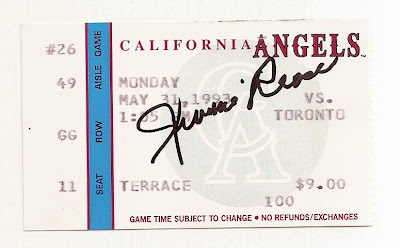 CALIFORNIA ANGELS
#26 GAME
49 AISLE
GG ROW
11 SEAT
MONDAY
MAY 31, 1993 VS.
1:05 TORONTO
Jimmie Reese
TERRACE $9.00
100
GAME TIME SUBJECT TO CHANGE • NO REFUNDS/EXCHANGES